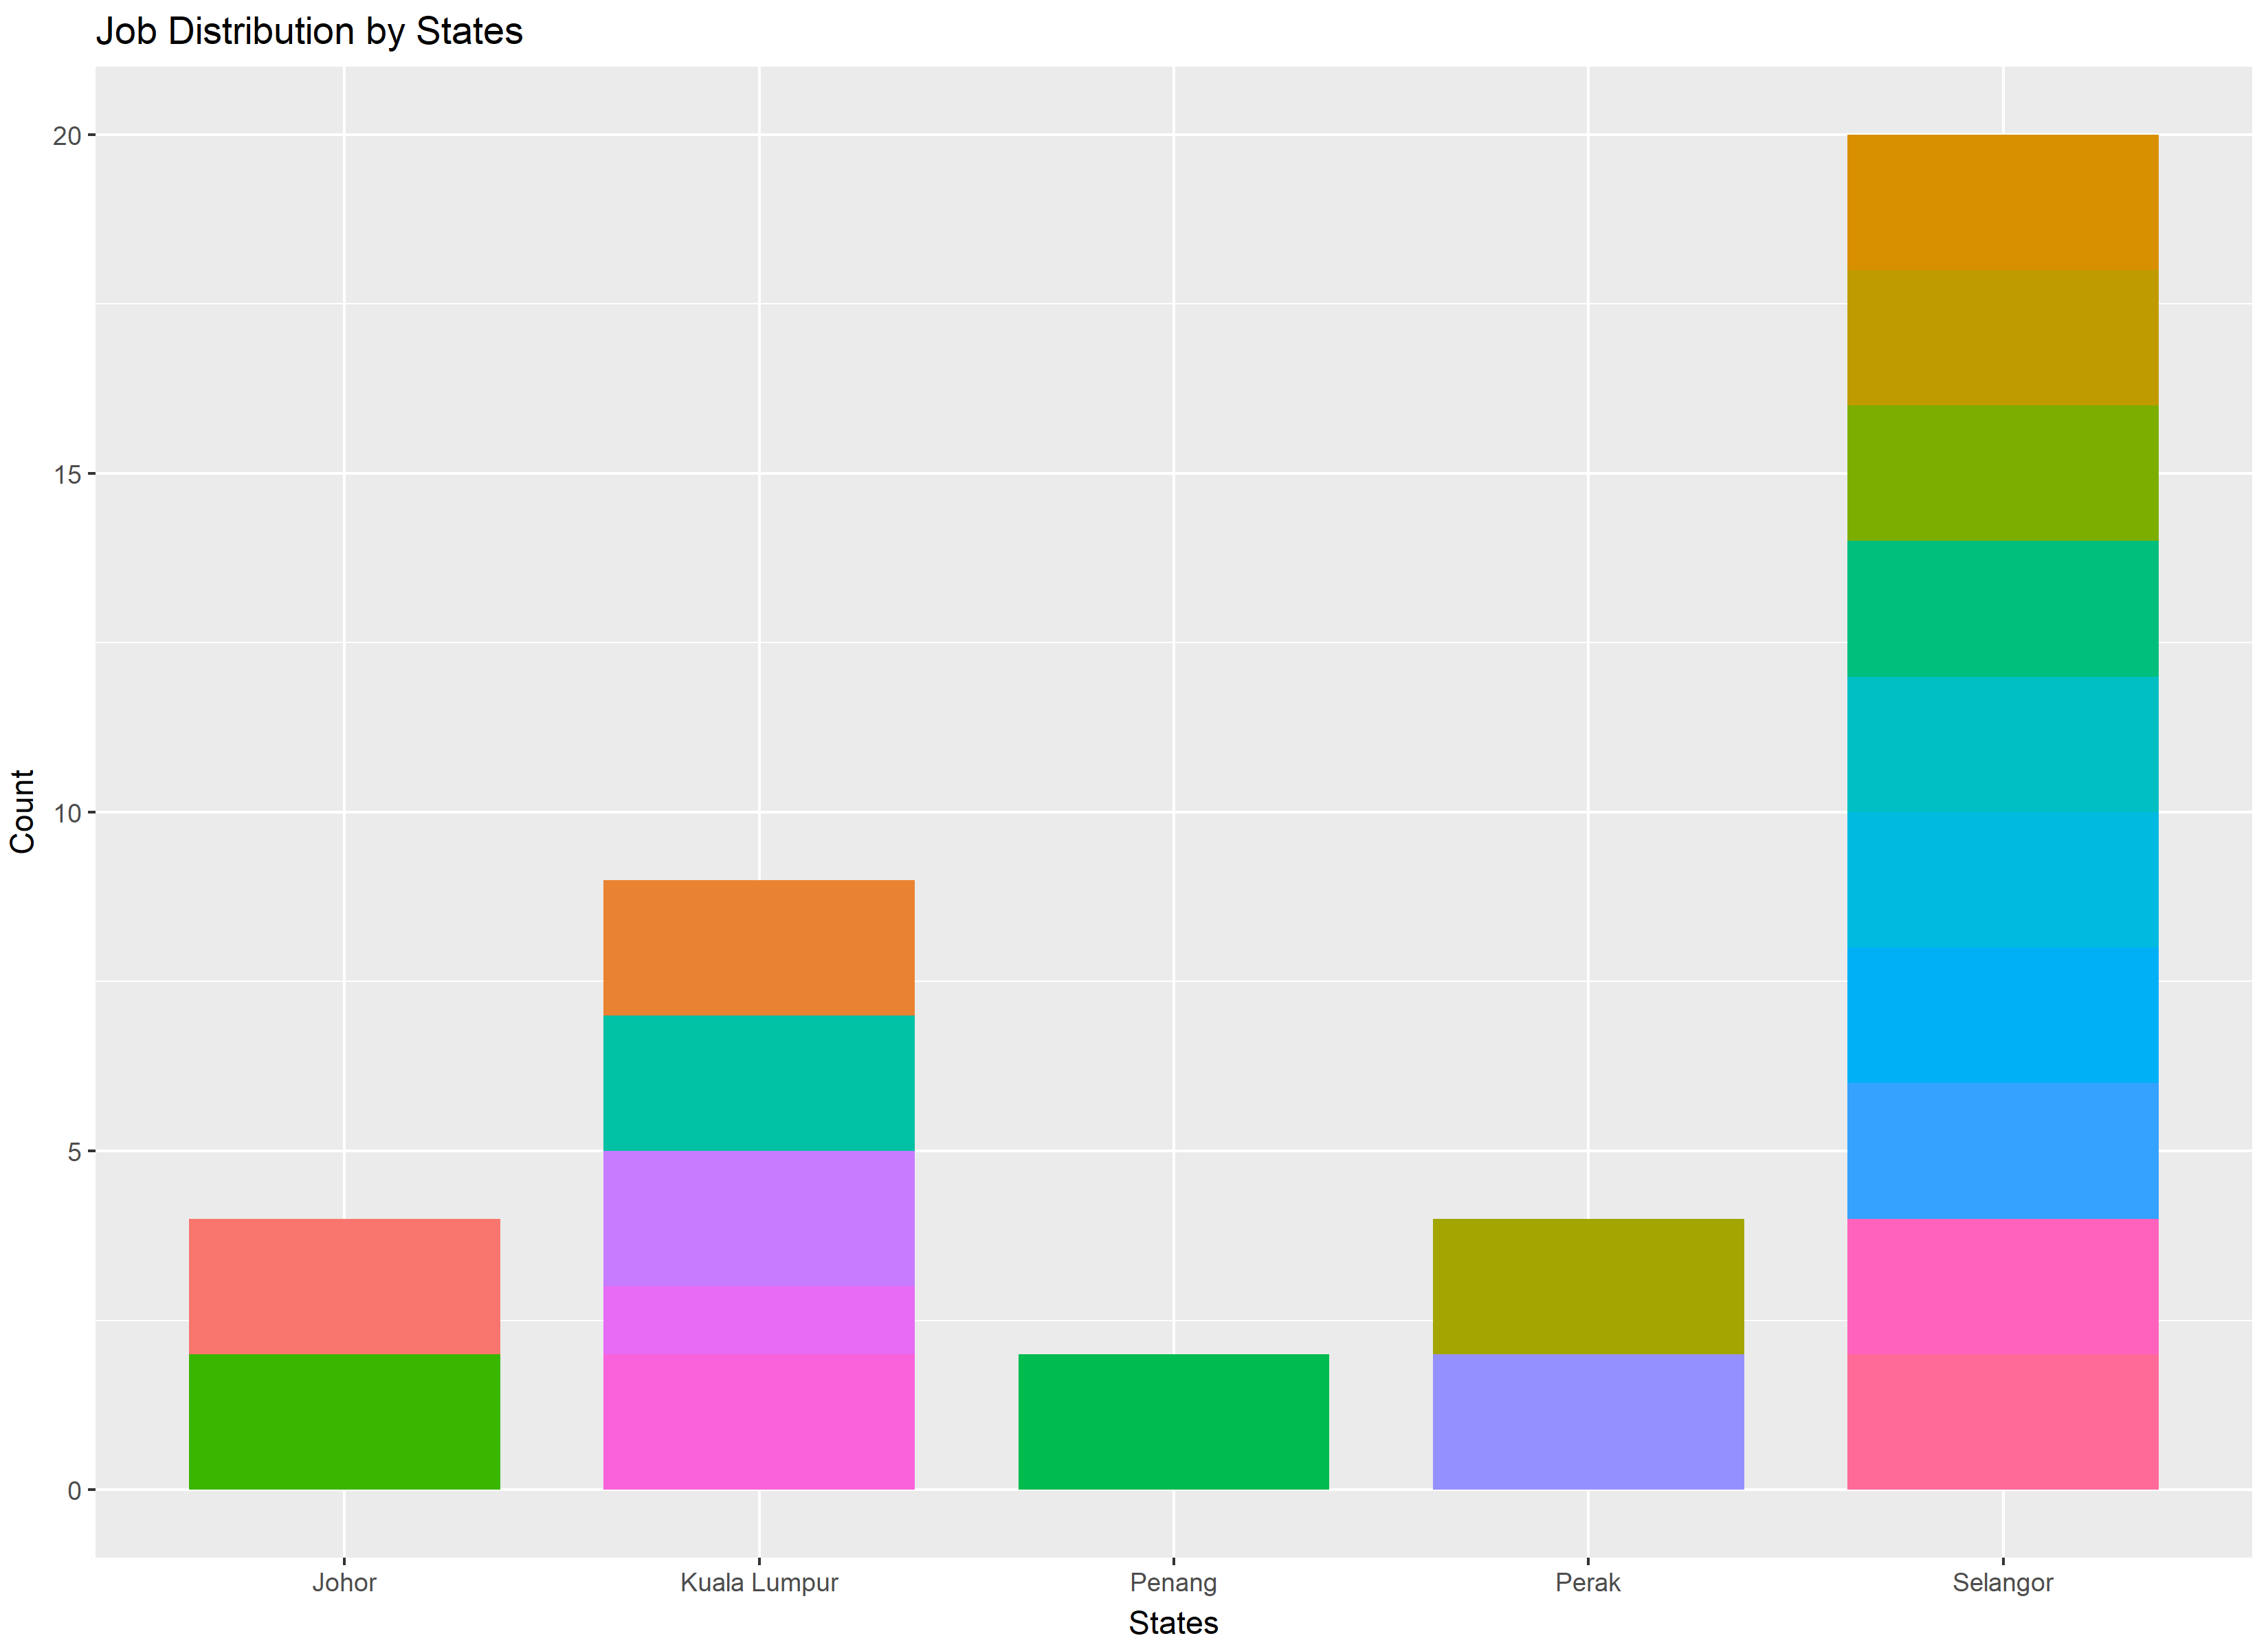 Job Distribution by States
20
15
10
5
0
Count
Johor Kuala Lumpur Penang Perak Selangor
States